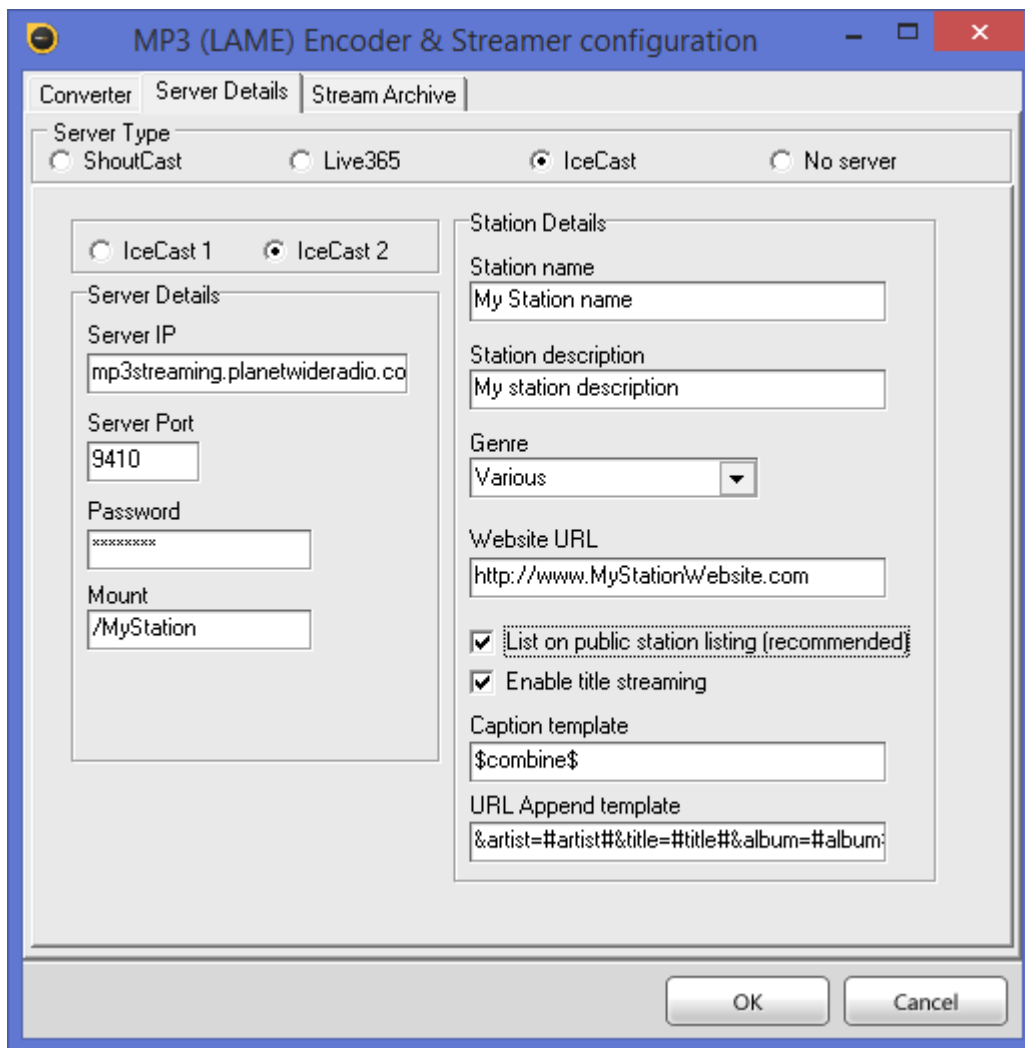 MP3 (LAME) Encoder & Streamer configuration
Converter Server Details Stream Archive
Server Type
ShoutCast Live365 IceCast No server
IceCast 1 IceCast 2
Server Details
Server IP
mp3streaming.planetwideradio.co
Server Port
9410
Password
********
Mount
/MyStation
Station Details
Station name
My Station name
Station description
My station description
Genre
Various
Website URL
http://www.MyStationWebsite.com
List on public station listing (recommended)
Enable title streaming
Caption template
$combine$
URL Append template
&artist=#artist#&title=#title#&album=#album#
OK Cancel